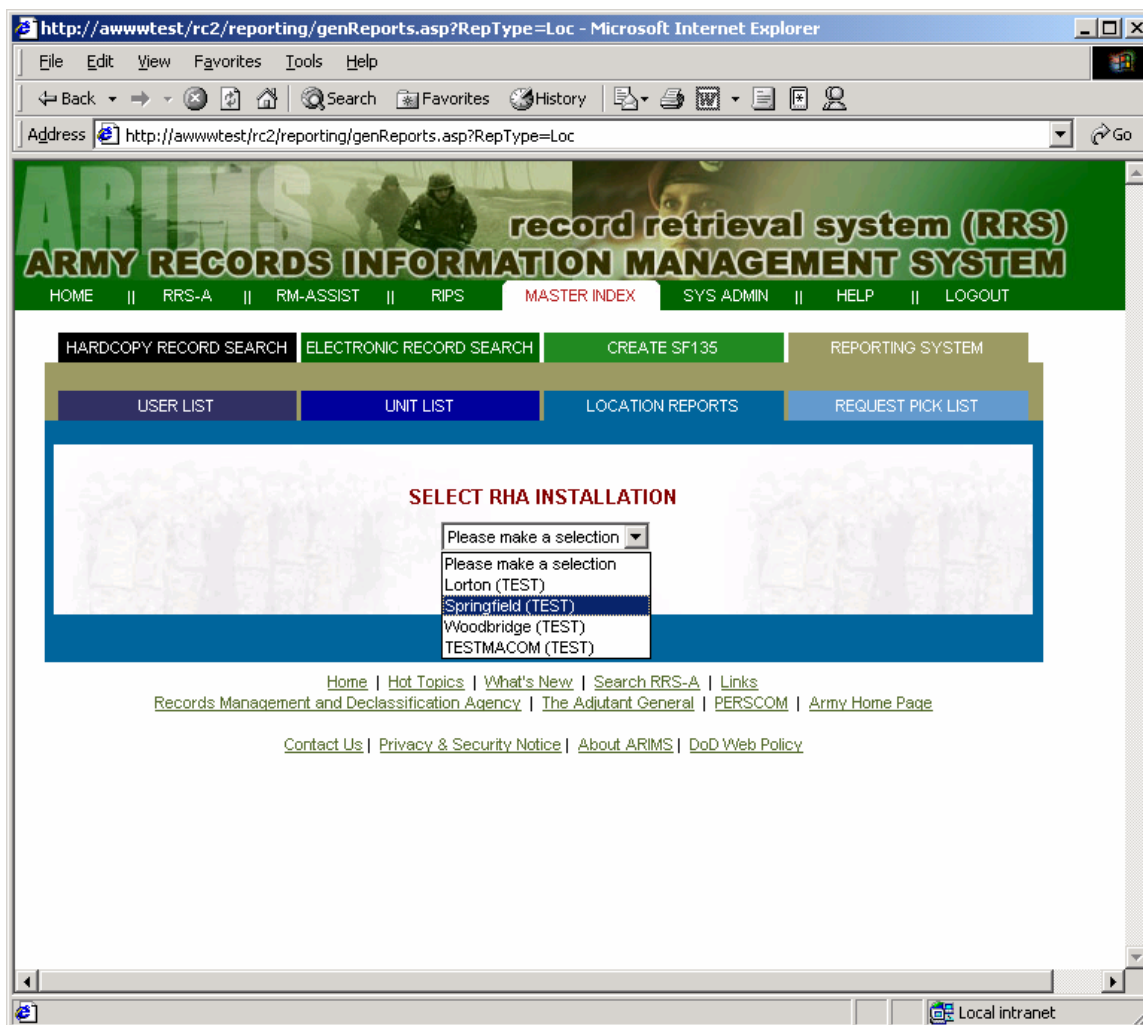 http://awwwtest/rc2/reporting/genReports.asp?RepType=Loc - Microsoft Internet Explorer
File Edit View Favorites Tools Help
Back Search Favorites History
Address http://awwwtest/rc2/reporting/genReports.asp?RepType=Loc Go
ARIMS
record retrieval system (RRS)
ARMY RECORDS INFORMATION MANAGEMENT SYSTEM
HOME || RRS-A || RM-ASSIST || RIPS MASTER INDEX SYS ADMIN || HELP || LOGOUT
HARDCOPY RECORD SEARCH ELECTRONIC RECORD SEARCH CREATE SF135 REPORTING SYSTEM
USER LIST UNIT LIST LOCATION REPORTS REQUEST PICK LIST
SELECT RHA INSTALLATION
Please make a selection
Please make a selection
Lorton (TEST)
Springfield (TEST)
Woodbridge (TEST)
TESTMACOM (TEST)
Home | Hot Topics | What's New | Search RRS-A | Links
Records Management and Declassification Agency | The Adjutant General | PERSCOM | Army Home Page
Contact Us | Privacy & Security Notice | About ARIMS | DoD Web Policy
Local intranet